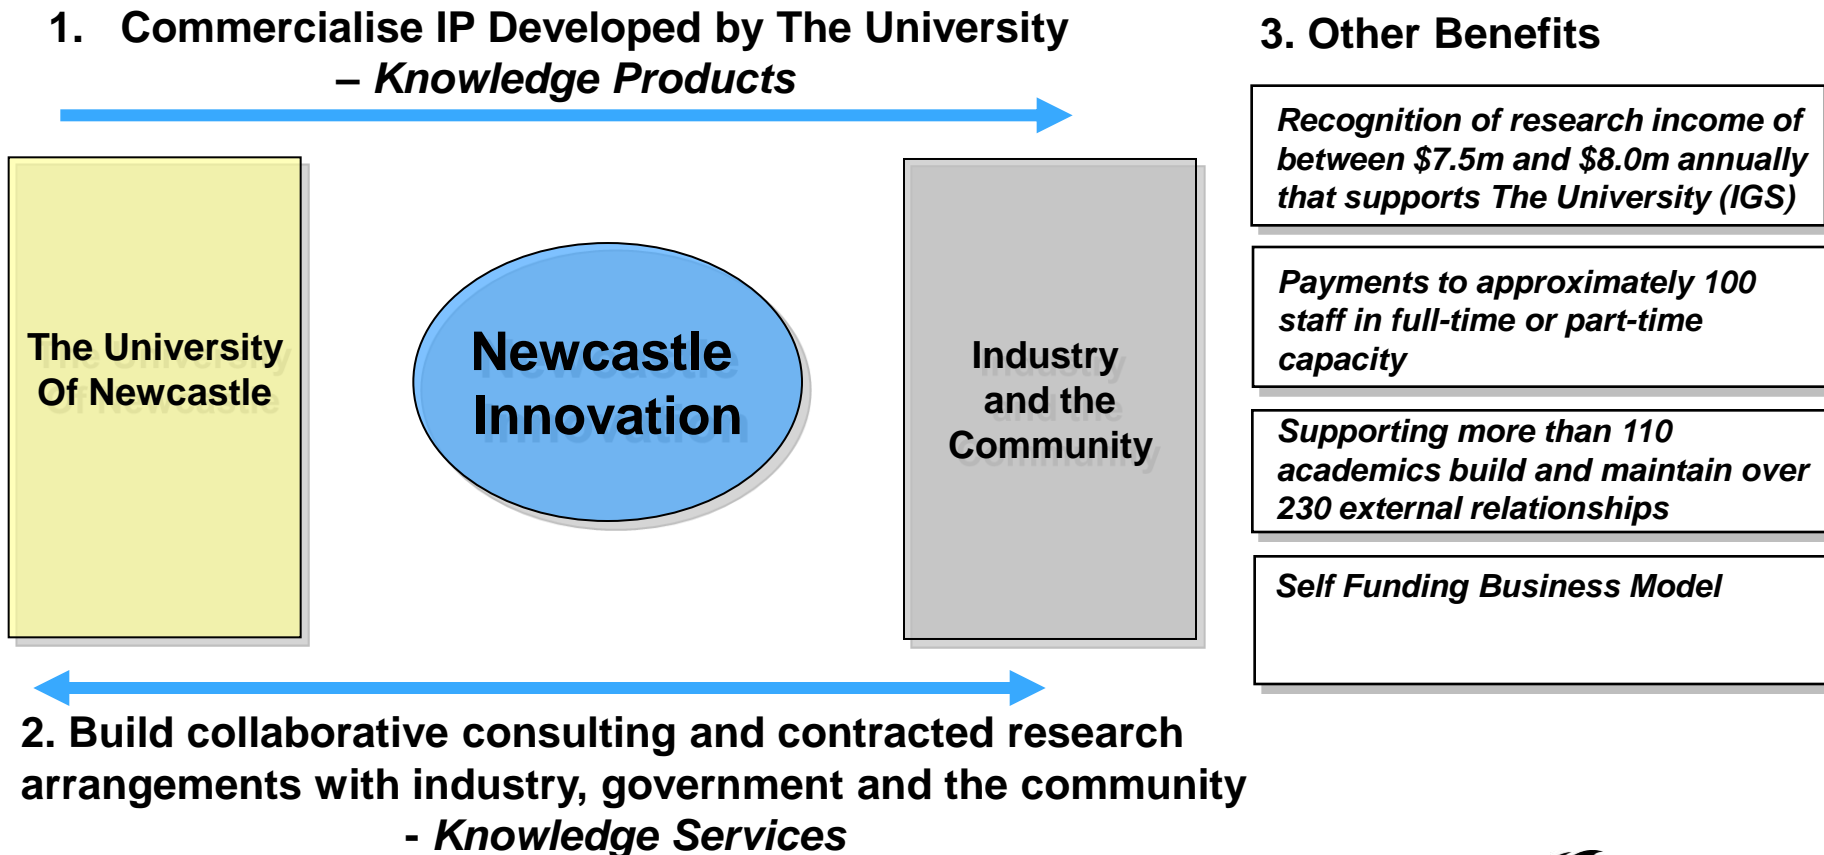 1. Commercialise IP Developed by The University
– Knowledge Products
3. Other Benefits
The University
Of Newcastle
Newcastle
Innovation
Industry
and the
Community
Recognition of research income of
between $7.5m and $8.0m annually
that supports The University (IGS)
Payments to approximately 100
staff in full-time or part-time
capacity
Supporting more than 110
academics build and maintain over
230 external relationships
Self Funding Business Model
2. Build collaborative consulting and contracted research
arrangements with industry, government and the community
- Knowledge Services